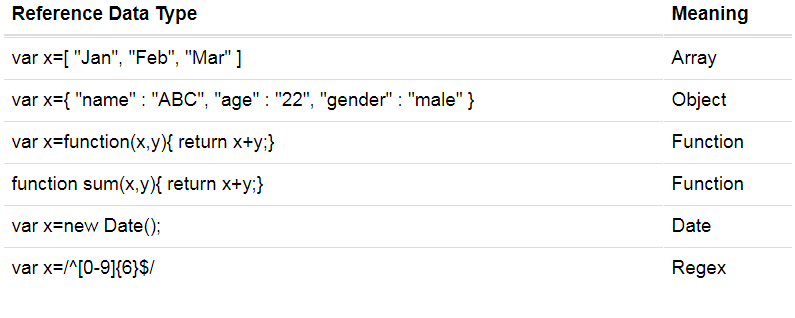 Reference Data Type Meaning
var x=[ "Jan", "Feb", "Mar" ] Array
var x={ "name" : "ABC", "age" : "22", "gender" : "male" } Object
var x=function(x,y){ return x+y;} Function
function sum(x,y){ return x+y;} Function
var x=new Date(); Date
var x=/^[0-9]{6}$/ Regex